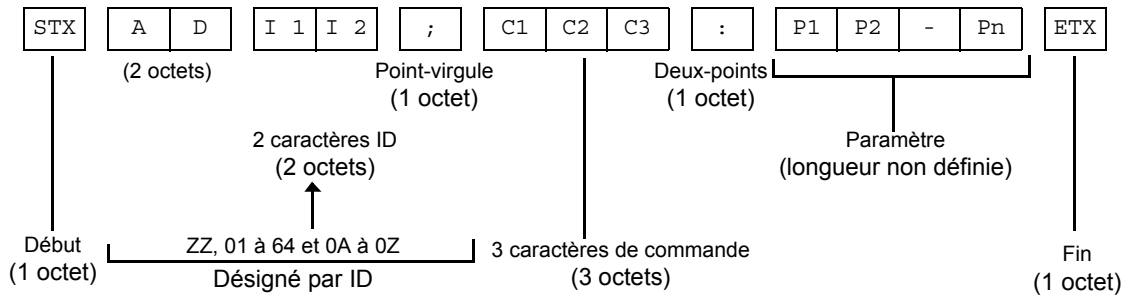 STX A D I 1 I 2 ; C1 C2 C3 : P1 P2 - Pn ETX
(2 octets) Point-virgule Deux-points
(1 octet) (1 octet)
2 caractères ID Paramètre
(2 octets) (longueur non définie)
Début ZZ, 01 à 64 et 0A à 0Z 3 caractères de commande Fin
(1 octet) Désigné par ID (3 octets) (1 octet)